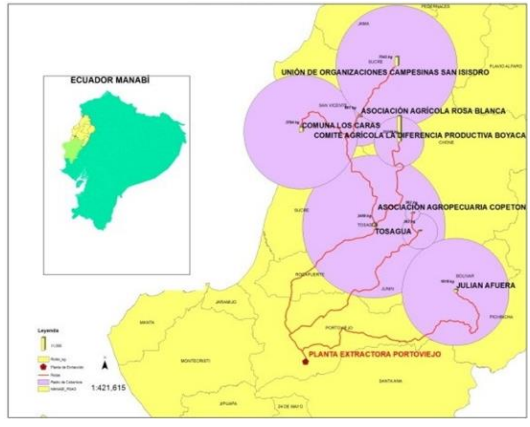 PEDERNALES
JAMA
SUCRE
FLAVIO ALFARO
UNIÓN DE ORGANIZACIONES CAMPESINAS SAN ISISDRO
ECUADOR MANABÍ
SAN VICENTE
ASOCIACIÓN AGRÍCOLA ROSA BLANCA
COMUNA LOS CARAS
COMITÉ AGRÍCOLA LA DIFERENCIA PRODUCTIVA BOYACA
CHONE
ASOCIACIÓN AGROPECUARIA COPETON
SUCRE
TOSAGUA
TOSAGUA
ROCAFUERTE
BOLIVAR
JULIAN AFUERA
JUNIN
JARAMIJO
PICHINCHA
MANTA
PORTOVIEJO
Leyenda
PLANTA EXTRACTORA PORTOVIEJO
MONTECRISTI
Planta de Extracción
Rutas
Radio de Cobertura
1:421,615
SANTA ANA
JIPIJAPA
24 DE MAYO